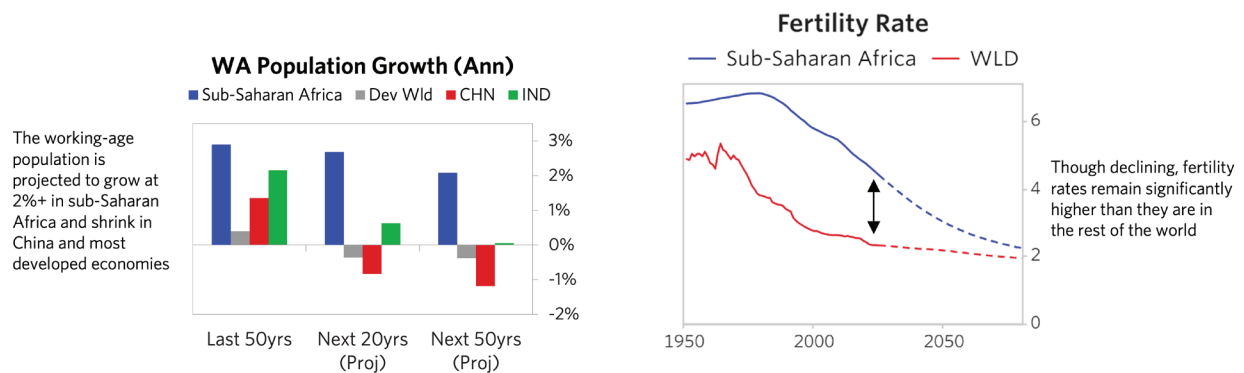 WA Population Growth (Ann)
Sub-Saharan Africa Dev Wld CHN IND
The working-age
population is
projected to grow at
2%+ in sub-Saharan
Africa and shrink in
China and most
developed economies
3%
2%
1%
0%
-1%
-2%
Last 50yrs Next 20yrs Next 50yrs
(Proj) (Proj)
Fertility Rate
Sub-Saharan Africa WLD
6
4
2
0
1950 2000 2050
Though declining, fertility
rates remain significantly
higher than they are in
the rest of the world